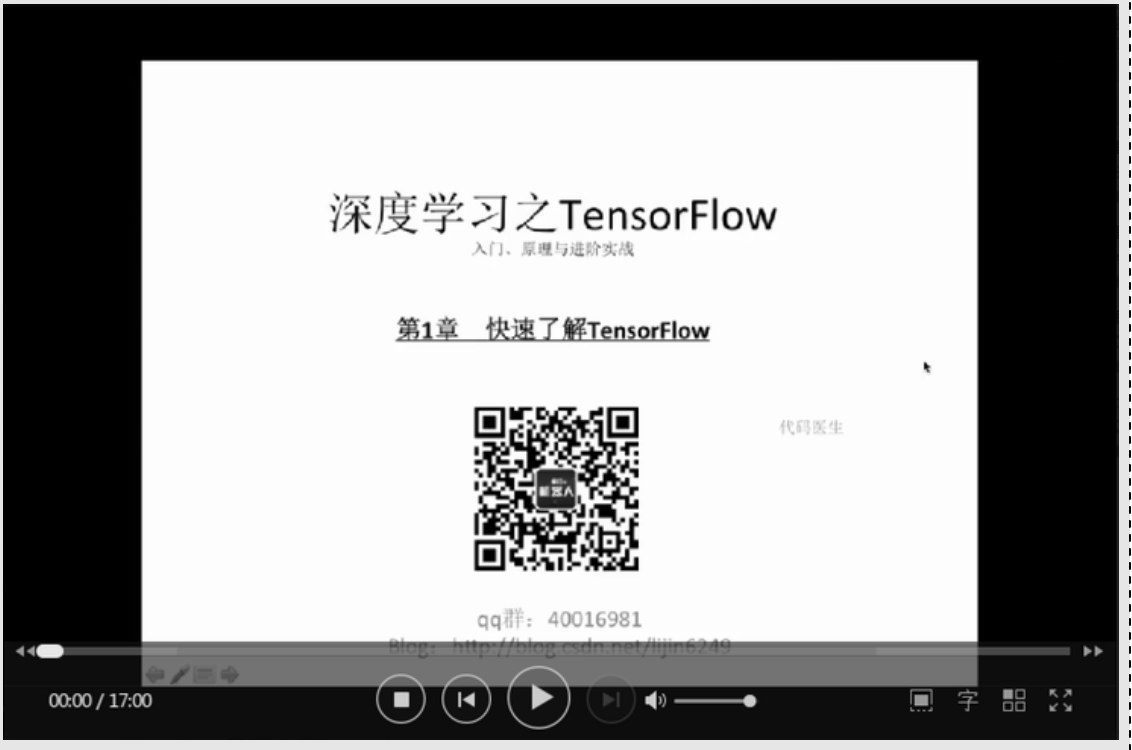 深度学习之TensorFlow
入门、原理与进阶实战
第1章 快速了解TensorFlow
代码医生
机器人
qq群：40016981
Blog：http://blog.csdn.net/lijin6249
00:00 / 17:00
字